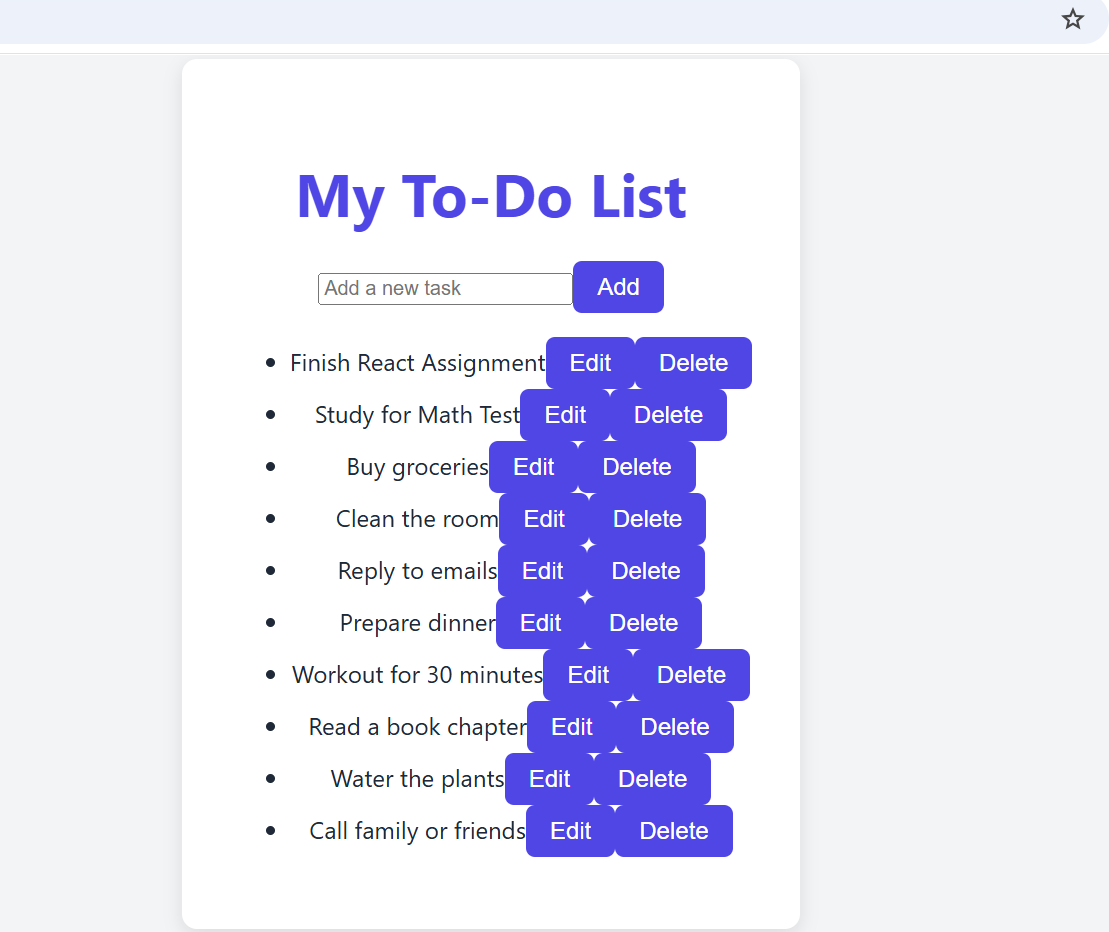 My To-Do List
Add a new task Add
Finish React Assignment Edit Delete
Study for Math Test Edit Delete
Buy groceries Edit Delete
Clean the room Edit Delete
Reply to emails Edit Delete
Prepare dinner Edit Delete
Workout for 30 minutes Edit Delete
Read a book chapter Edit Delete
Water the plants Edit Delete
Call family or friends Edit Delete